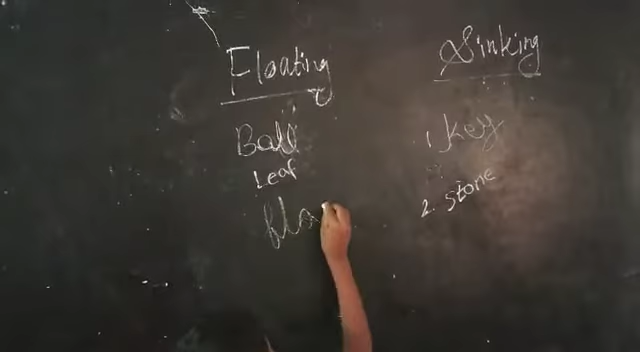 Floating
Ball
Leaf
Sinking
1, key
2. stone